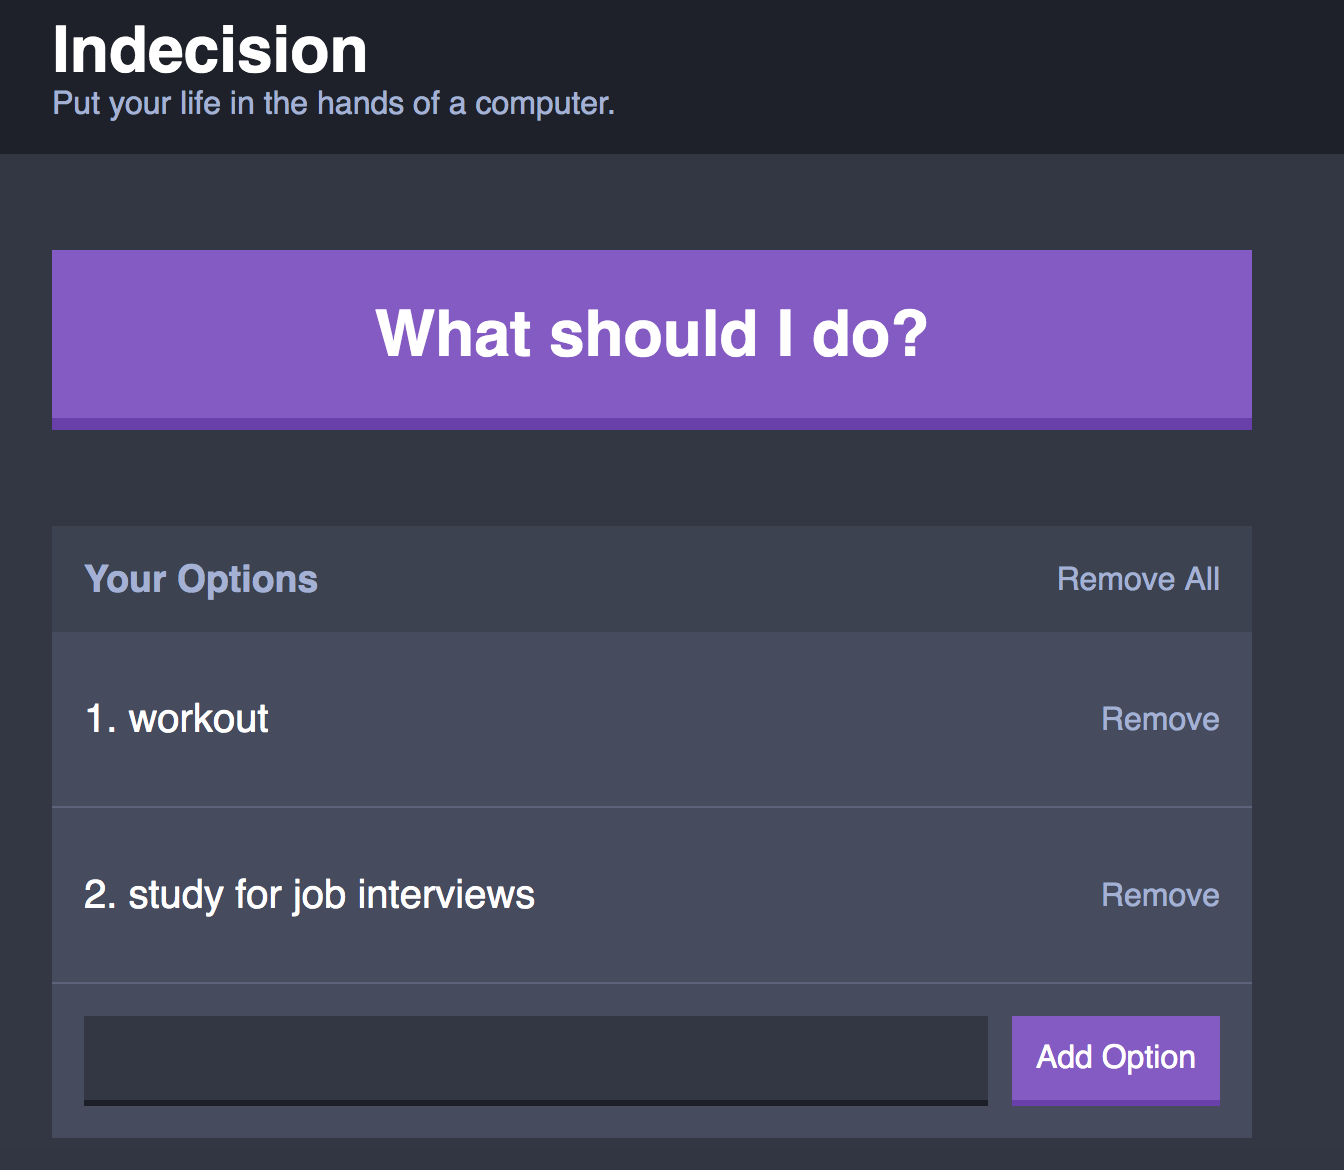 Indecision
Put your life in the hands of a computer.
What should I do?
Your Options
Remove All
1. workout
Remove
2. study for job interviews
Remove
Add Option